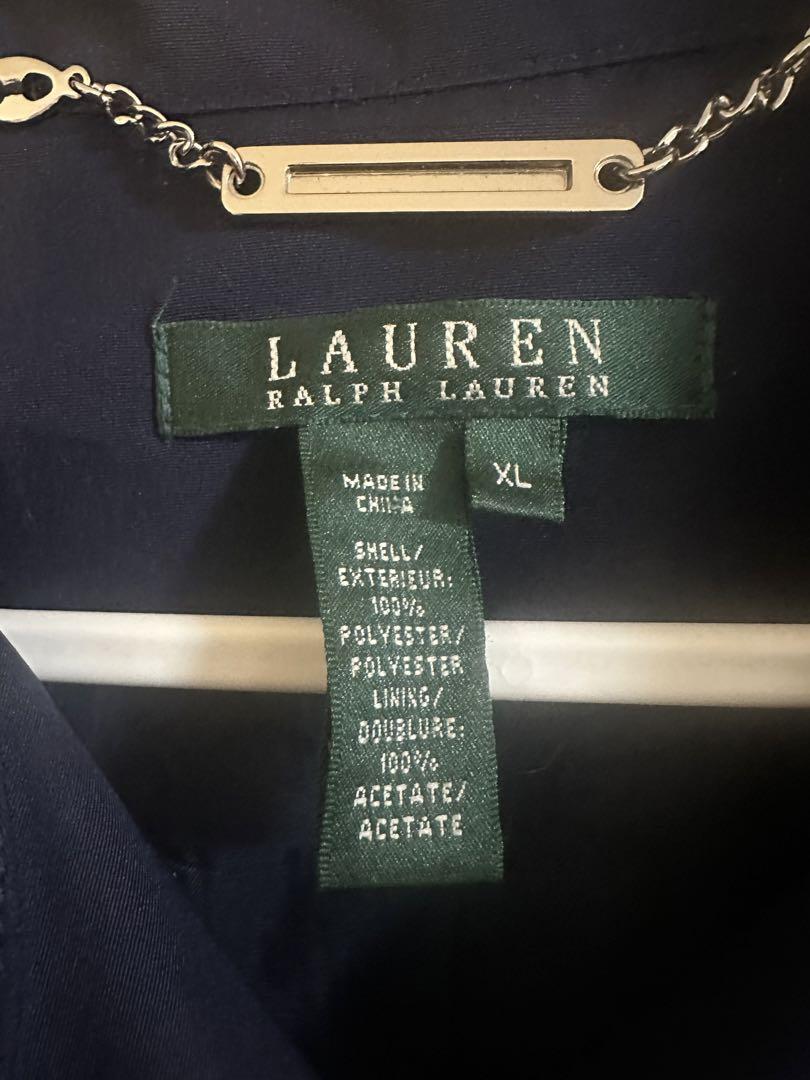 LAUREN
RALPH LAUREN
XL
MADE IN
CHINA
SHELL/
EXTERIEUR:
100%
POLYESTER/
POLYESTER
LINING/
DOUBLURE:
100%
ACETATE/
ACETATE